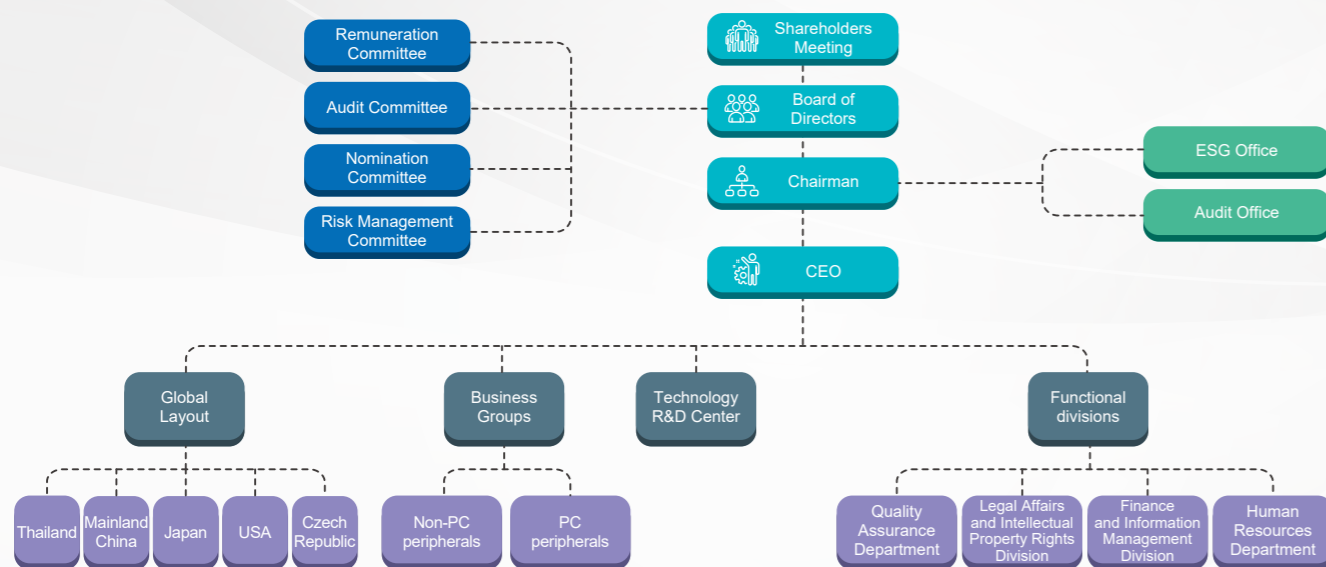 Remuneration
Committee
Audit Committee
Nomination
Committee
Risk Management
Committee
Shareholders
Meeting
Board of
Directors
Chairman
CEO
ESG Office
Audit Office
Global
Layout
Business
Groups
Technology
R&D Center
Functional
divisions
Thailand
Mainland
China
Japan
USA
Czech
Republic
Non-PC
peripherals
PC
peripherals
Quality
Assurance
Department
Legal Affairs
and Intellectual
Property Rights
Division
Finance
and Information
Management
Division
Human
Resources
Department